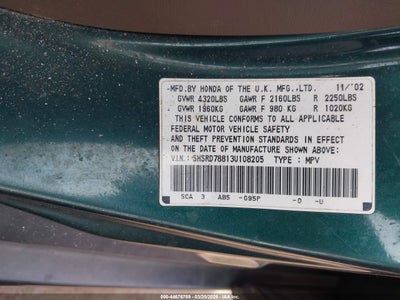 MFD.BY HONDA OF THE U.K. MFG.,LTD. 11/'02
GVWR 4320LBS GAWR F 2160LBS R 2250LBS
GVWR 1960KG GAWR F 980 KG R 1020KG
THIS VEHICLE CONFORMS TO ALL APPLICABLE
FEDERAL MOTOR VEHICLE SAFETY
AND THEFT PREVENTION STANDARDS IN EFFECT
ON THE DATE OF MANUFACTURE SHOWN ABOVE.
V.I.N.: SHSRD78813U108205 TYPE : MPV
SCA 3 ABS -G95P -D -U